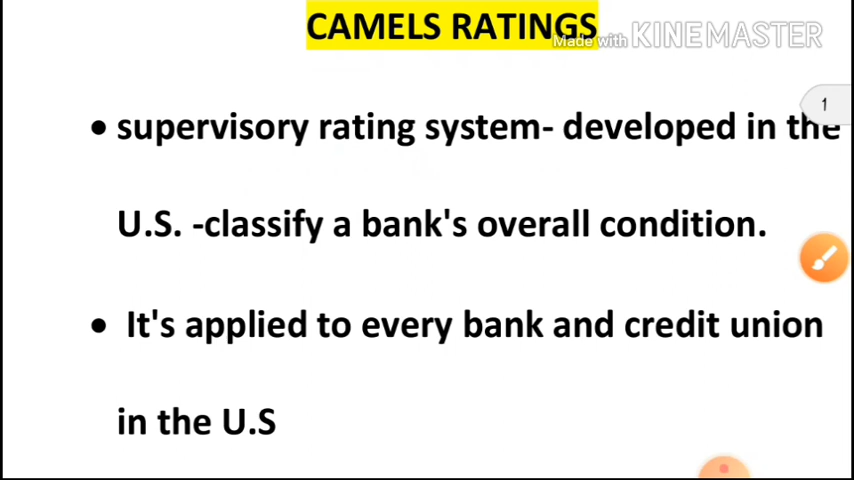 CAMELS RATINGS
Made with KINEMASTER
1
• supervisory rating system- developed in the
U.S. -classify a bank's overall condition.
• It's applied to every bank and credit union
in the U.S